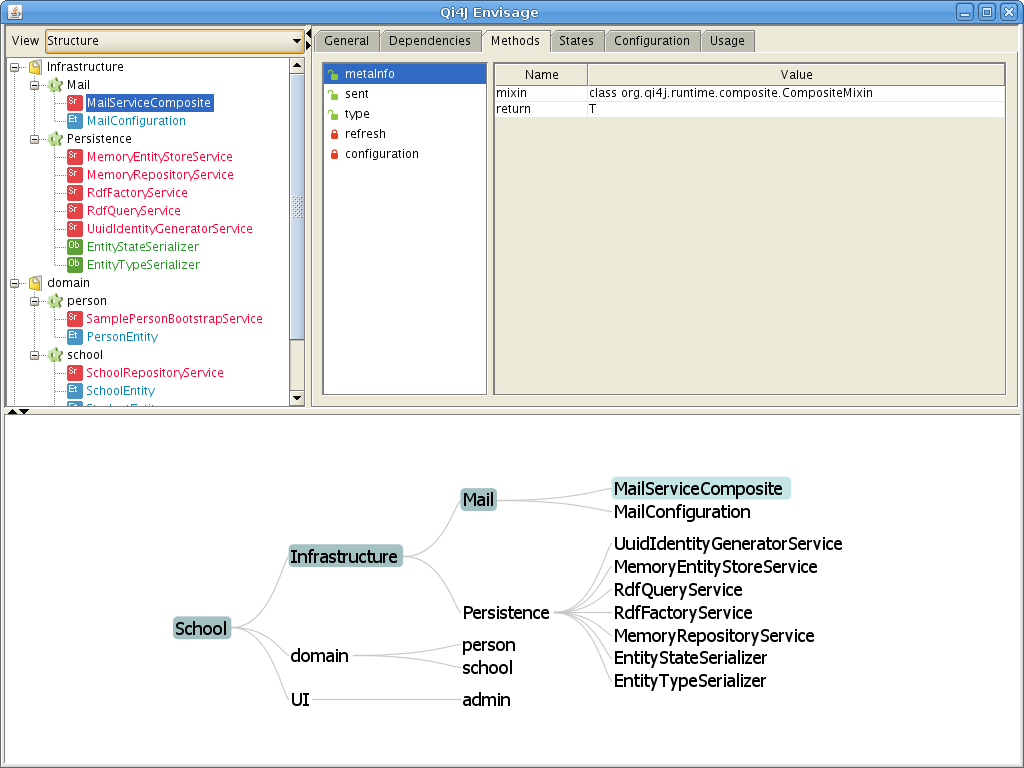 Qi4J Envisage
View Structure
General Dependencies Methods States Configuration Usage
Infrastructure
Mail
Sr MailServiceComposite
Et MailConfiguration
Persistence
Sr MemoryEntityStoreService
Sr MemoryRepositoryService
Sr RdfFactoryService
Sr RdfQueryService
Sr UuidIdentityGeneratorService
Ob EntityStateSerializer
Ob EntityTypeSerializer
domain
person
Sr SamplePersonBootstrapService
Et PersonEntity
school
Sr SchoolRepositoryService
Et SchoolEntity
metaInfo
sent
type
refresh
configuration
Name Value
mixin class org.qi4j.runtime.composite.CompositeMixin
return T
School
Infrastructure
domain
UI
Mail
Persistence
person
school
admin
MailServiceComposite
MailConfiguration
UuidIdentityGeneratorService
MemoryEntityStoreService
RdfQueryService
RdfFactoryService
MemoryRepositoryService
EntityStateSerializer
EntityTypeSerializer